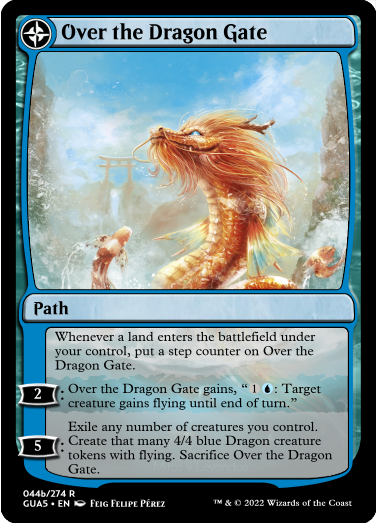 Over the Dragon Gate
Path
Whenever a land enters the battlefield under
your control, put a step counter on Over the
Dragon Gate.
2 : Over the Dragon Gate gains, “ 1 💧: Target
creature gains flying until end of turn.”
Exile any number of creatures you control.
5 : Create that many 4/4 blue Dragon creature
tokens with flying. Sacrifice Over the Dragon
Gate.
044b/274 R
GUA5 • EN Feig Felipe Pérez
™ & © 2022 Wizards of the Coast